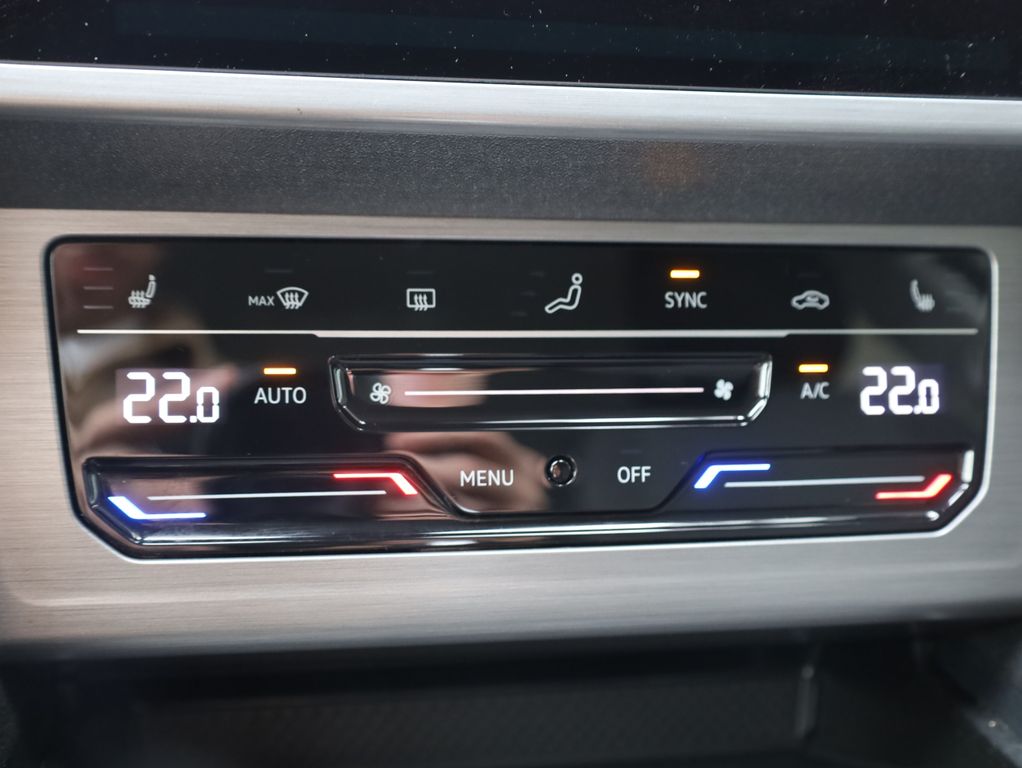 MAX
SYNC
22.0 AUTO A/C 22.0
MENU OFF